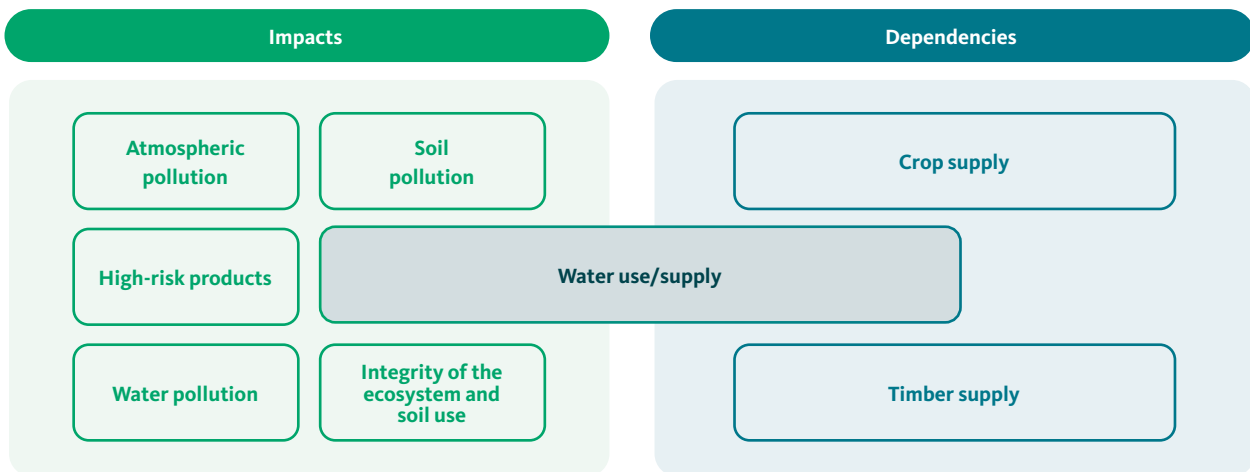 Impacts
Dependencies
Atmospheric
pollution
Soil
pollution
Crop supply
High-risk products
Water use/supply
Water pollution
Integrity of the
ecosystem and
soil use
Timber supply